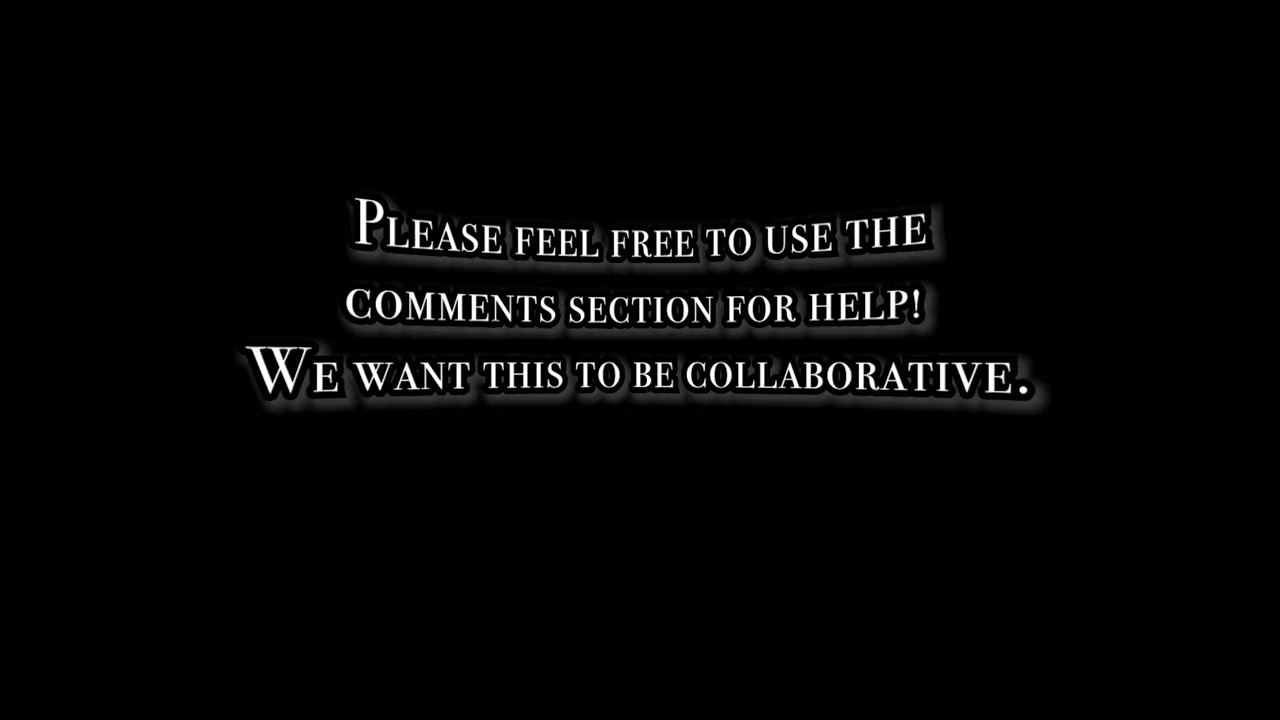 Please feel free to use the
comments section for help!
We want this to be collaborative.